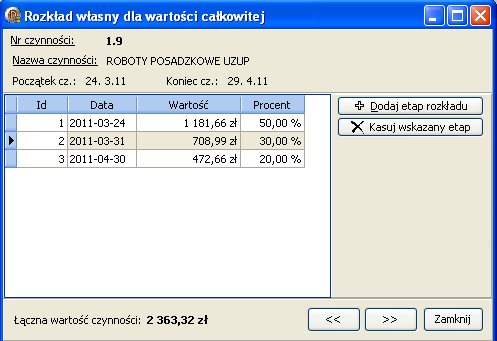 Rozkład własny dla wartości całkowitej
Nr czynności: 1.9
Nazwa czynności: ROBOTY POSADZKOWE UZUP
Początek cz.: 24. 3.11 Koniec cz.: 29. 4.11
Id Data Wartość Procent
1 2011-03-24 1 181,66 zł 50,00 %
2 2011-03-31 708,99 zł 30,00 %
3 2011-04-30 472,66 zł 20,00 %
Dodaj etap rozkładu
Kasuj wskazany etap
Łączna wartość czynności: 2 363,32 zł
<< >> Zamknij